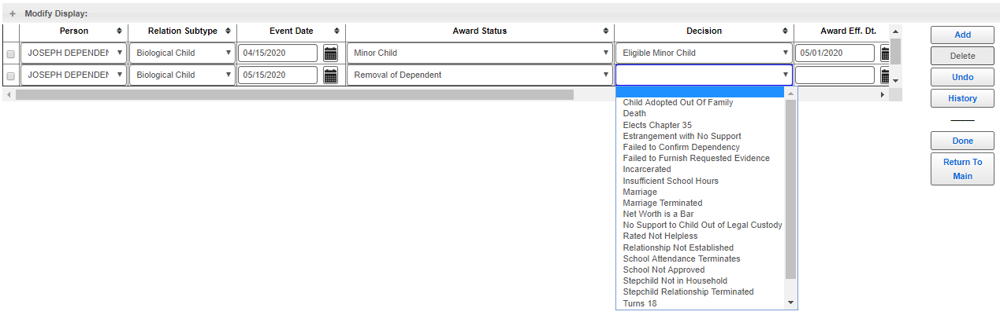 + Modify Display:
Person Relation Subtype Event Date Award Status Decision Award Eff. Dt.
JOSEPH DEPENDEN Biological Child 04/15/2020 Minor Child Eligible Minor Child 05/01/2020
JOSEPH DEPENDEN Biological Child 05/15/2020 Removal of Dependent
Child Adopted Out Of Family
Death
Elects Chapter 35
Estrangement with No Support
Failed to Confirm Dependency
Failed to Furnish Requested Evidence
Incarcerated
Insufficient School Hours
Marriage
Marriage Terminated
Net Worth is a Bar
No Support to Child Out of Legal Custody
Rated Not Helpless
Relationship Not Established
School Attendance Terminates
School Not Approved
Stepchild Not in Household
Stepchild Relationship Terminated
Turns 18
Add
Delete
Undo
History
Done
Return To
Main